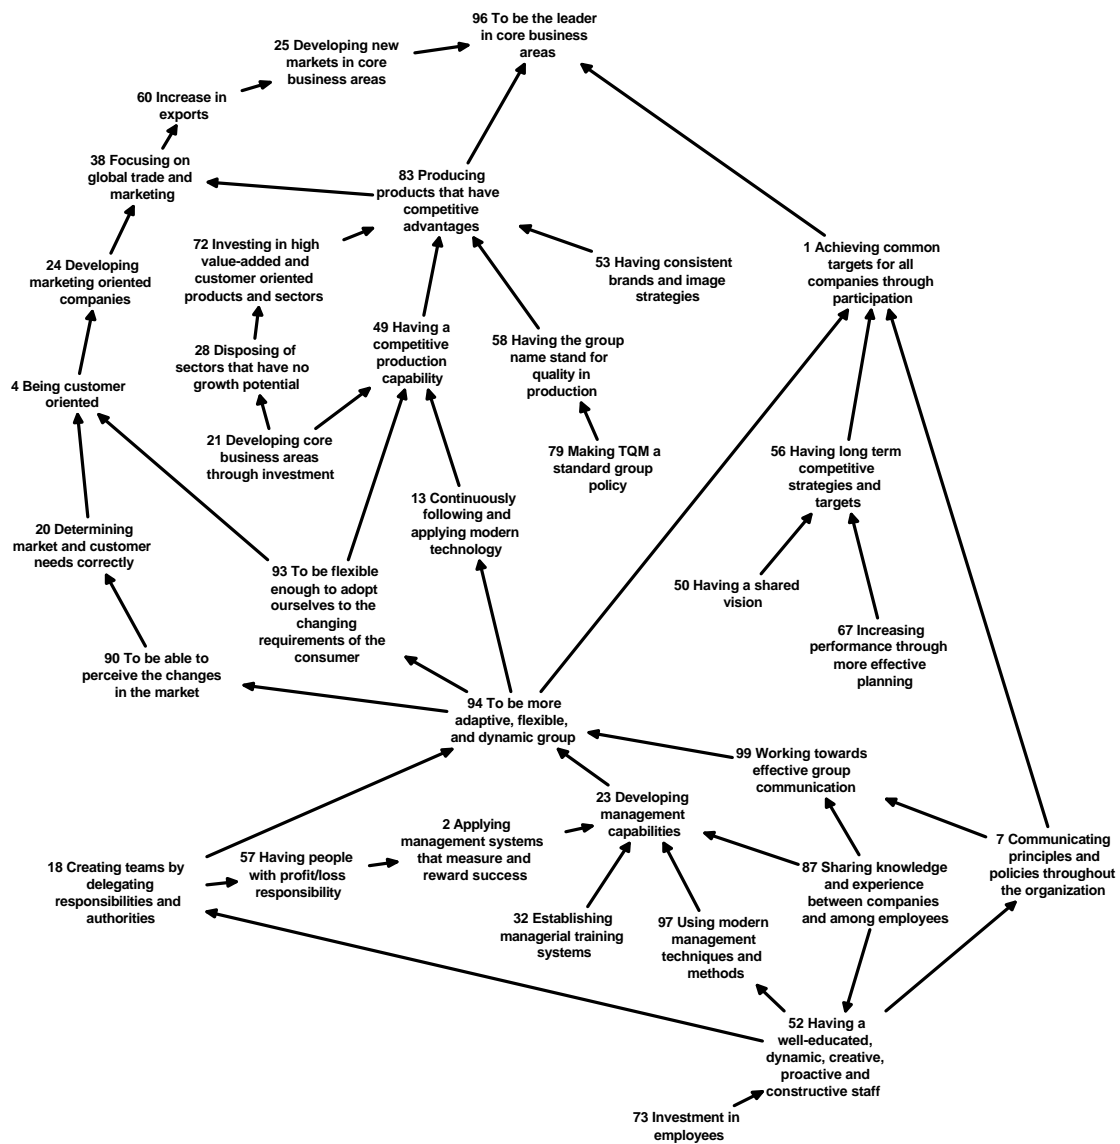 96 To be the leader
in core business
areas
25 Developing new
markets in core
business areas
60 Increase in
exports
38 Focusing on
global trade and
marketing
83 Producing
products that have
competitive
advantages
72 Investing in high
value-added and
customer oriented
products and sectors
53 Having consistent
brands and image
strategies
1 Achieving common
targets for all
companies through
participation
24 Developing
marketing oriented
companies
49 Having a
competitive
production
capability
58 Having the group
name stand for
quality in
production
28 Disposing of
sectors that have no
growth potential
4 Being customer
oriented
21 Developing core
business areas
through investment
79 Making TQM a
standard group
policy
56 Having long term
competitive
strategies and
targets
13 Continuously
following and
applying modern
technology
20 Determining
market and customer
needs correctly
93 To be flexible
enough to adopt
ourselves to the
changing
requirements of the
consumer
50 Having a shared
vision
67 Increasing
performance through
more effective
planning
90 To be able to
perceive the changes
in the market
94 To be more
adaptive, flexible,
and dynamic group
99 Working towards
effective group
communication
23 Developing
management
capabilities
2 Applying
management systems
that measure and
reward success
7 Communicating
principles and
policies throughout
the organization
18 Creating teams by
delegating
responsibilities and
authorities
57 Having people
with profit/loss
responsibility
87 Sharing knowledge
and experience
between companies
and among employees
32 Establishing
managerial training
systems
97 Using modern
management
techniques and
methods
52 Having a
well-educated,
dynamic, creative,
proactive and
constructive staff
73 Investment in
employees